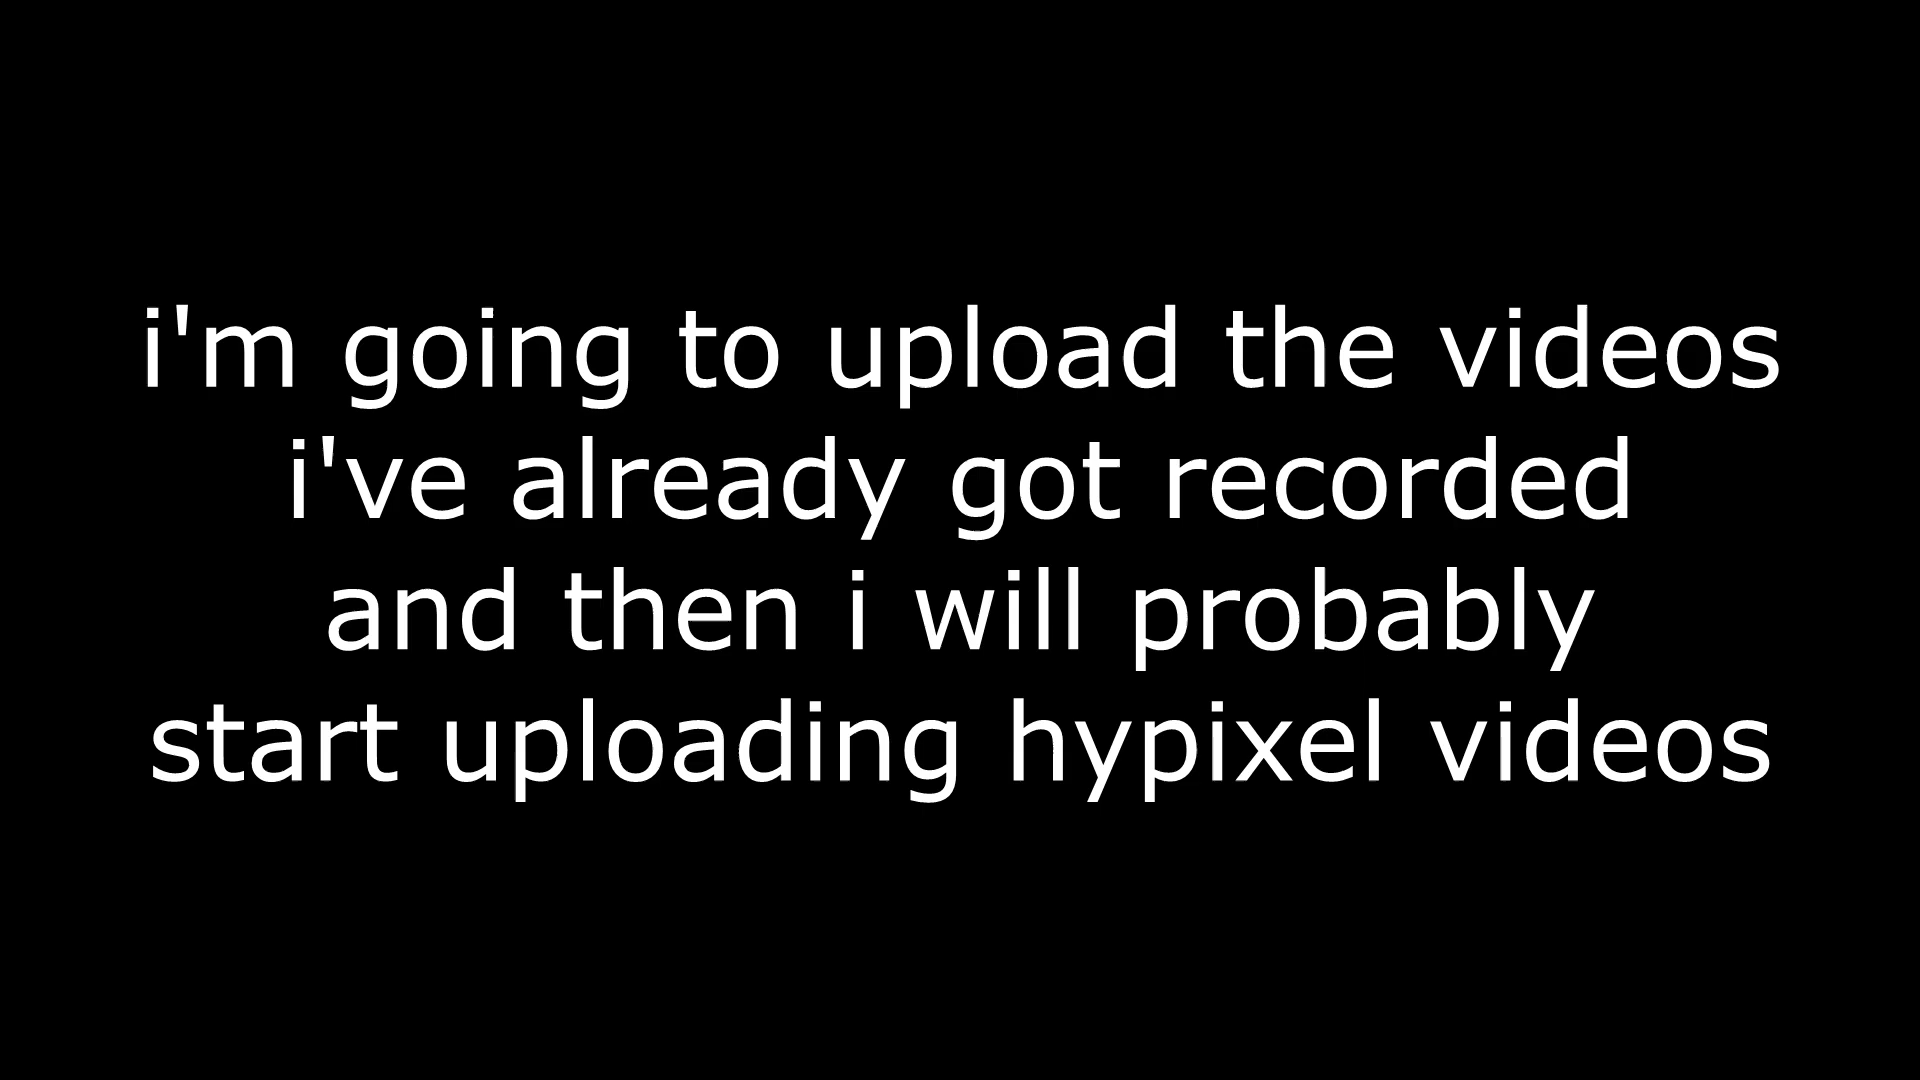 i'm going to upload the videos
i've already got recorded
and then i will probably
start uploading hypixel videos